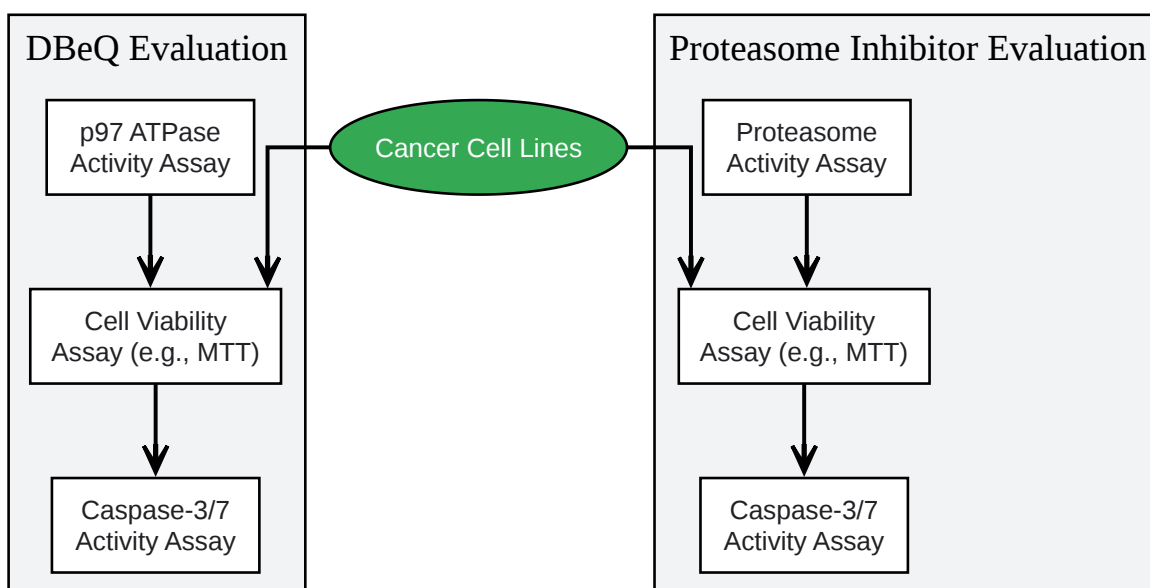 DBeQ Evaluation
p97 ATPase
Activity Assay
Cell Viability
Assay (e.g., MTT)
Caspase-3/7
Activity Assay
Cancer Cell Lines
Proteasome Inhibitor Evaluation
Proteasome
Activity Assay
Cell Viability
Assay (e.g., MTT)
Caspase-3/7
Activity Assay